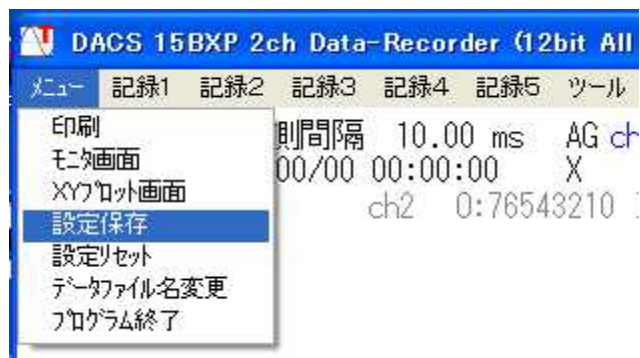 DACS 15BXP 2ch Data-Recorder (12bit All
ﾒﾆｭｰ 記録1 記録2 記録3 記録4 記録5 ツール
印刷
ﾓﾆﾀ画面
XYﾌﾟﾛｯﾄ画面
設定保存
設定ﾘｾｯﾄ
ﾃﾞｰﾀﾌｧｲﾙ名変更
ﾌﾟﾛｸﾞﾗﾑ終了
測間隔 10.00 ms AG ch
00/00 00:00:00 X
ch2 0:76543210